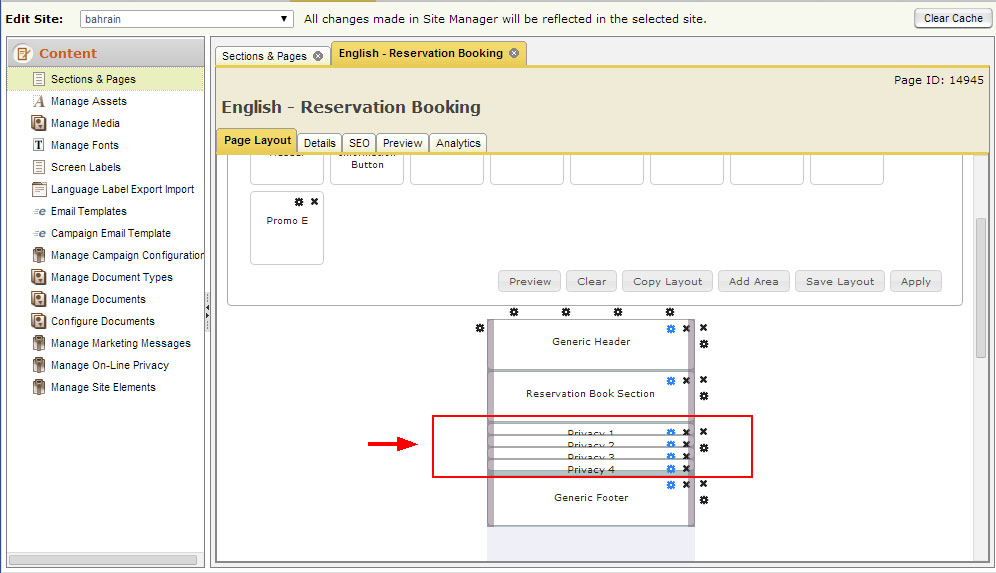 Edit Site: bahrain All changes made in Site Manager will be reflected in the selected site. Clear Cache
Content
Sections & Pages
Manage Assets
Manage Media
Manage Fonts
Screen Labels
Language Label Export Import
Email Templates
Campaign Email Template
Manage Campaign Configuration
Manage Document Types
Manage Documents
Configure Documents
Manage Marketing Messages
Manage On-Line Privacy
Manage Site Elements
Sections & Pages English - Reservation Booking
Page ID: 14945
English - Reservation Booking
Page Layout Details SEO Preview Analytics
Button
Promo E
Preview Clear Copy Layout Add Area Save Layout Apply
Generic Header
Reservation Book Section
Privacy 1
Privacy 2
Privacy 3
Privacy 4
Generic Footer